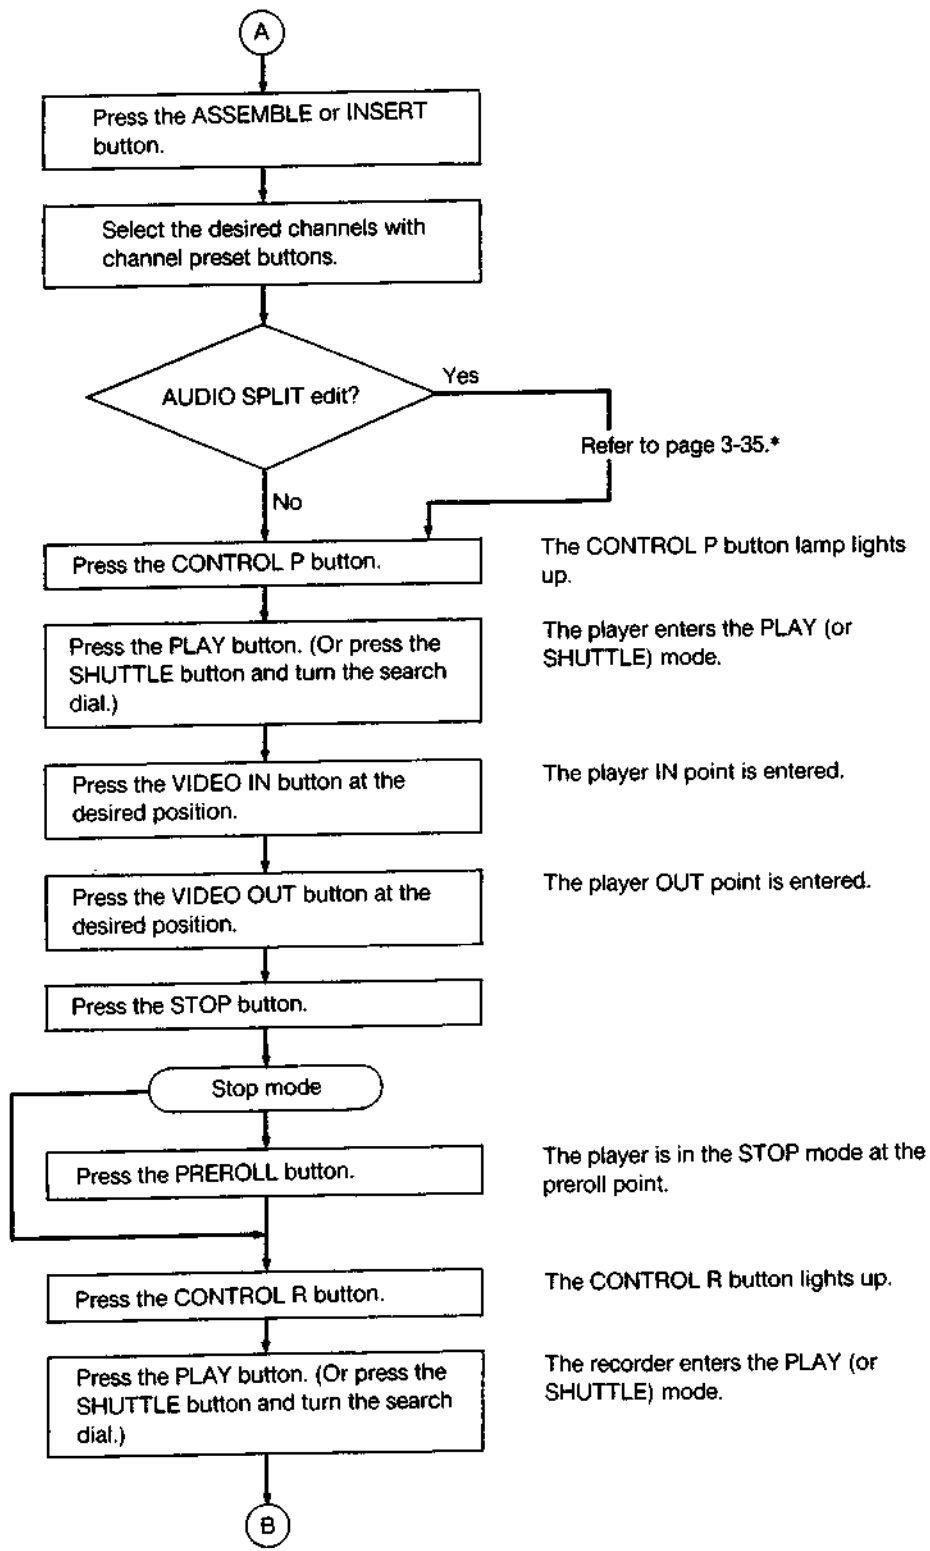 A
Press the ASSEMBLE or INSERT
button.
Select the desired channels with
channel preset buttons.
AUDIO SPLIT edit?
Yes
Refer to page 3-35.*
No
Press the CONTROL P button.
The CONTROL P button lamp lights
up.
Press the PLAY button. (Or press the
SHUTTLE button and turn the search
dial.)
The player enters the PLAY (or
SHUTTLE) mode.
Press the VIDEO IN button at the
desired position.
The player IN point is entered.
Press the VIDEO OUT button at the
desired position.
The player OUT point is entered.
Press the STOP button.
Stop mode
Press the PREROLL button.
The player is in the STOP mode at the
preroll point.
Press the CONTROL R button.
The CONTROL R button lights up.
Press the PLAY button. (Or press the
SHUTTLE button and turn the search
dial.)
The recorder enters the PLAY (or
SHUTTLE) mode.
B